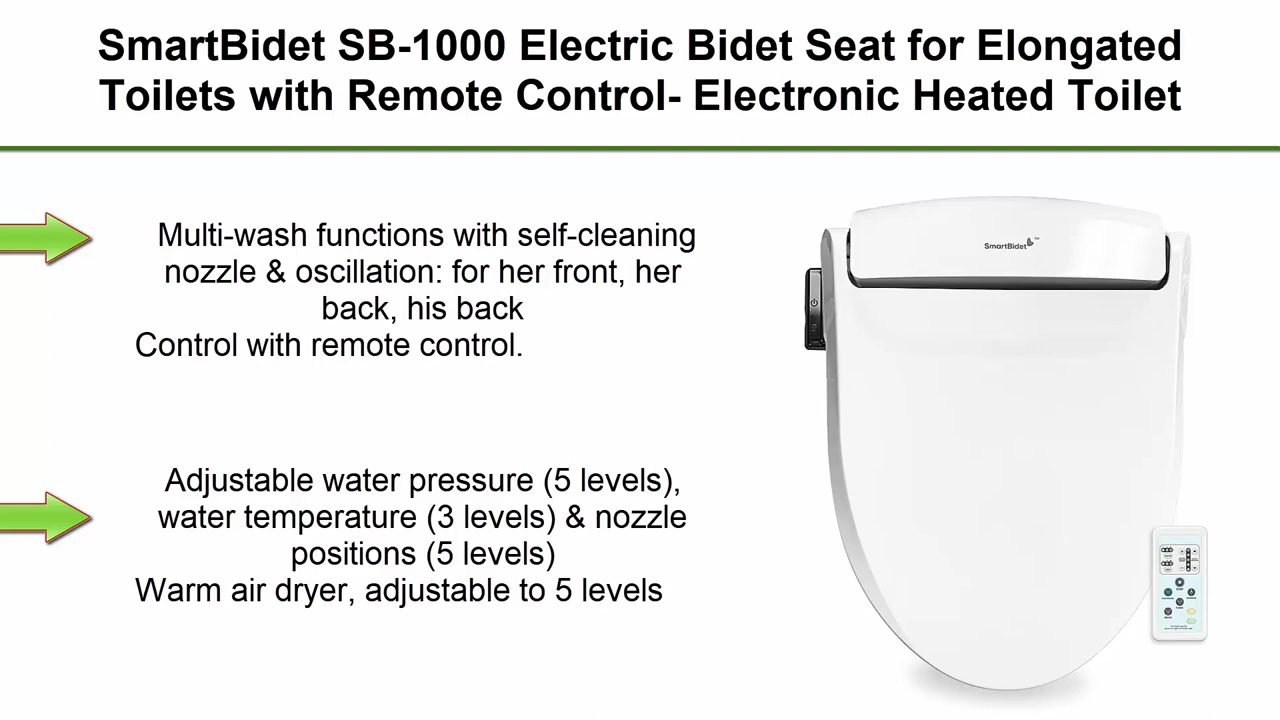 SmartBidet SB-1000 Electric Bidet Seat for Elongated
Toilets with Remote Control- Electronic Heated Toilet
Multi-wash functions with self-cleaning
nozzle & oscillation: for her front, her
back, his back
Control with remote control.
Adjustable water pressure (5 levels),
water temperature (3 levels) & nozzle
positions (5 levels)
Warm air dryer, adjustable to 5 levels
SmartBidet™